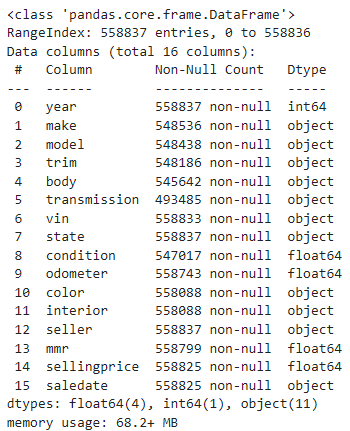 <class 'pandas.core.frame.DataFrame'>
RangeIndex: 558837 entries, 0 to 558836
Data columns (total 16 columns):
 #   Column        Non-Null Count   Dtype
---  ------        --------------   -----
 0   year          558837 non-null  int64
 1   make          548536 non-null  object
 2   model         548438 non-null  object
 3   trim          548186 non-null  object
 4   body          545642 non-null  object
 5   transmission  493485 non-null  object
 6   vin           558833 non-null  object
 7   state         558837 non-null  object
 8   condition     547017 non-null  float64
 9   odometer      558743 non-null  float64
 10  color         558088 non-null  object
 11  interior      558088 non-null  object
 12  seller        558837 non-null  object
 13  mmr           558799 non-null  float64
 14  sellingprice  558825 non-null  float64
 15  saledate      558825 non-null  object
dtypes: float64(4), int64(1), object(11)
memory usage: 68.2+ MB